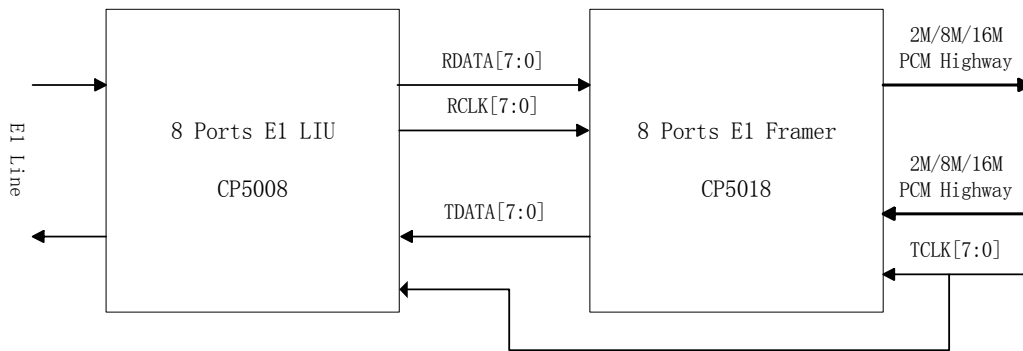 E1 Line
8 Ports E1 LIU
CP5008
RDATA[7:0]
RCLK[7:0]
TDATA[7:0]
8 Ports E1 Framer
CP5018
2M/8M/16M
PCM Highway
2M/8M/16M
PCM Highway
TCLK[7:0]